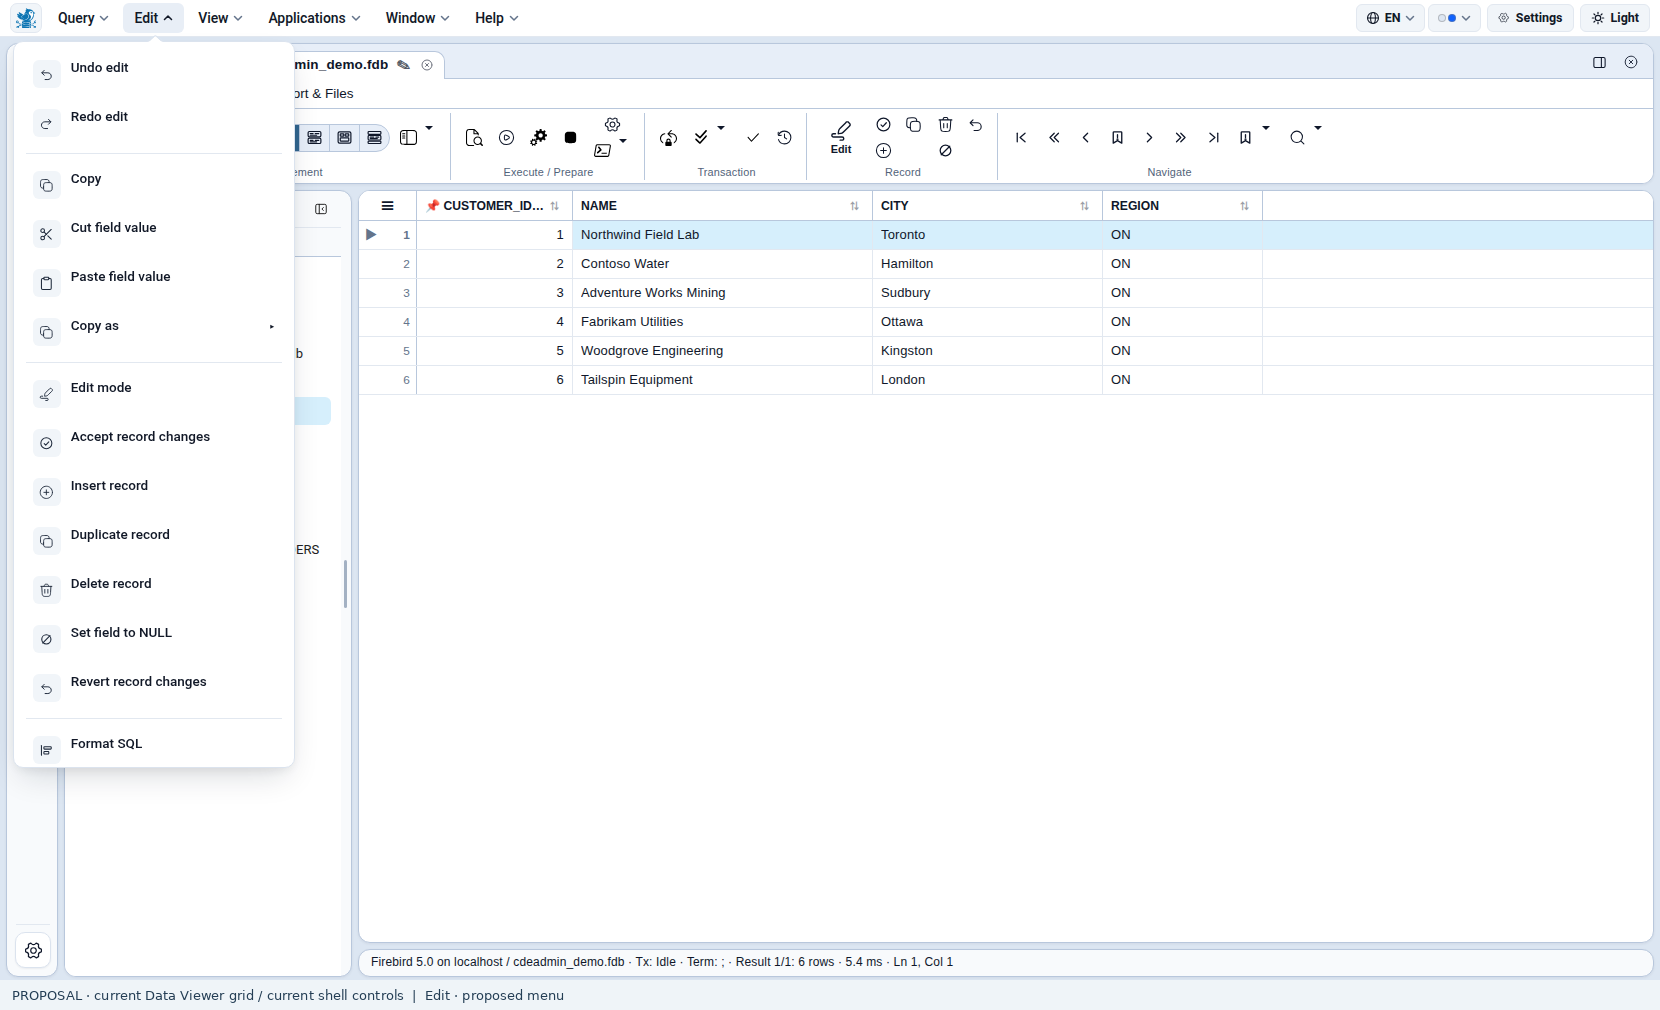 Query Edit View Applications Window Help EN Settings Light
Undo edit
Redo edit
Copy
Cut field value
Paste field value
Copy as
Edit mode
Accept record changes
Insert record
Duplicate record
Delete record
Set field to NULL
Revert record changes
Format SQL
min_demo.fdb
ort & Files
Edit
ement Execute / Prepare Transaction Record Navigate
b
ERS
CUSTOMER_ID... NAME CITY REGION
1 1 Northwind Field Lab Toronto ON
2 2 Contoso Water Hamilton ON
3 3 Adventure Works Mining Sudbury ON
4 4 Fabrikam Utilities Ottawa ON
5 5 Woodgrove Engineering Kingston ON
6 6 Tailspin Equipment London ON
Firebird 5.0 on localhost / cdeadmin_demo.fdb · Tx: Idle · Term: ; · Result 1/1: 6 rows · 5.4 ms · Ln 1, Col 1
PROPOSAL · current Data Viewer grid / current shell controls | Edit · proposed menu